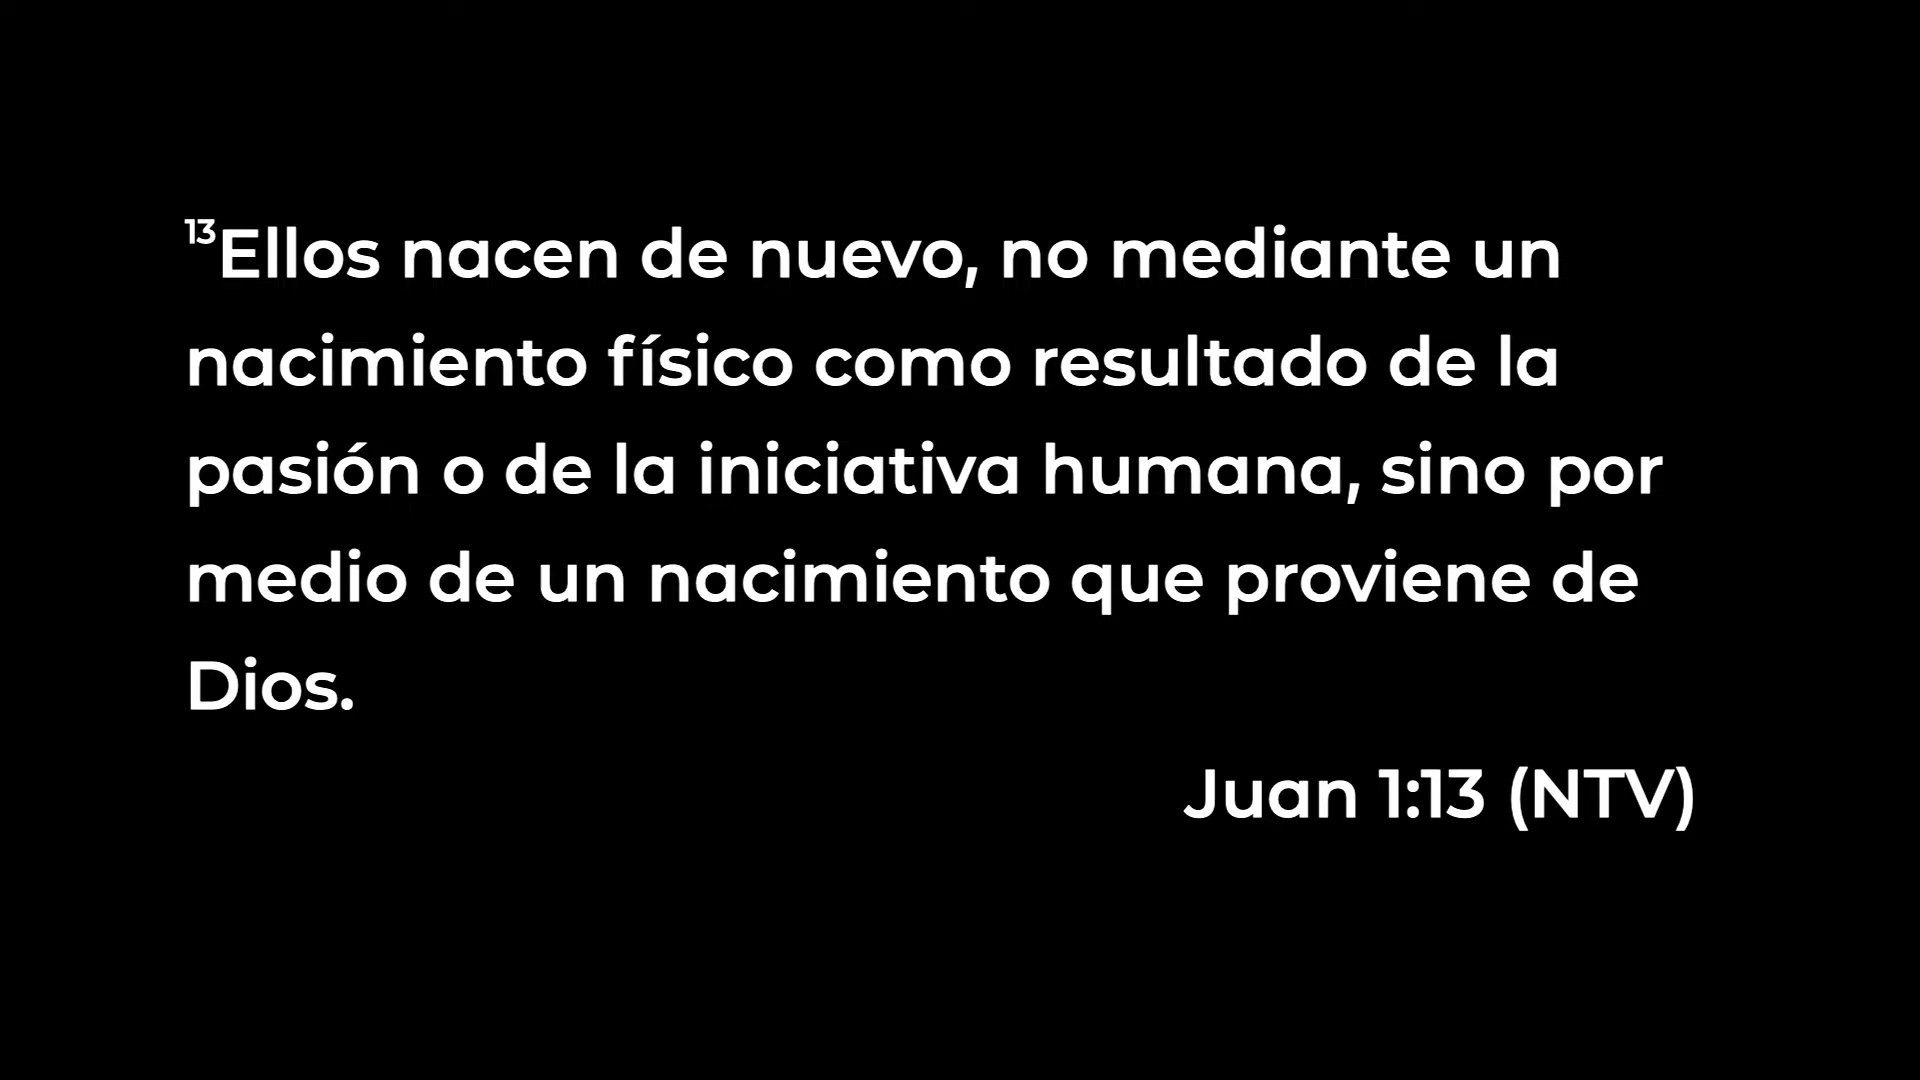 ¹³Ellos nacen de nuevo, no mediante un
nacimiento físico como resultado de la
pasión o de la iniciativa humana, sino por
medio de un nacimiento que proviene de
Dios.
Juan 1:13 (NTV)